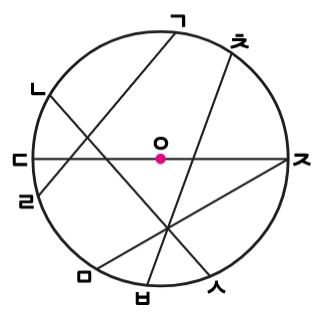 ㄱ
ㅊ
ㄴ
ㅇ
ㄷ
ㅈ
ㄹ
ㅁ
ㅂ
ㅅ